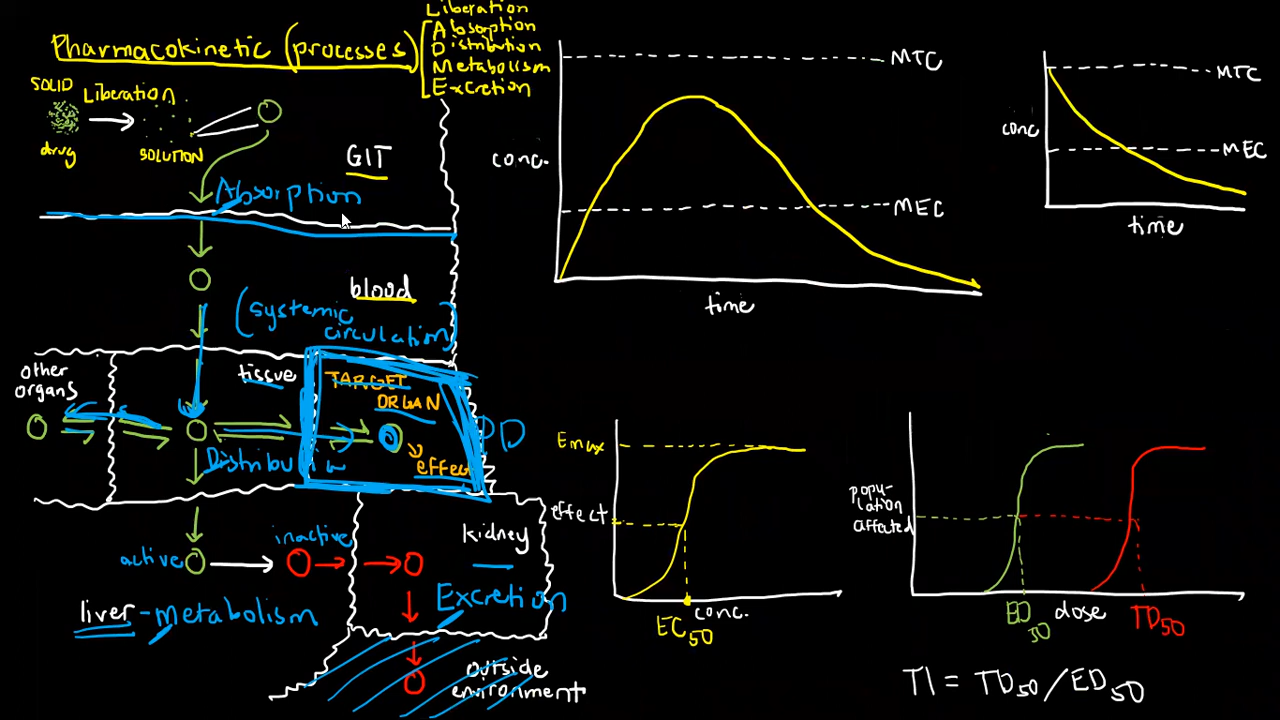 Pharmacokinetic (processes)
Liberation
Absorption
Distribution
Metabolism
Excretion
SOLID
drug
Liberation
SOLUTION
GIT
Absorption
blood
(systemic
circulation)
other
organs
tissue
TARGET
ORGAN
effect
PD
Distribution
active
inactive
kidney
liver - metabolism
Excretion
outside
environment
conc.
MTC
MEC
time
conc
MTC
MEC
time
Emax
effect
EC50
conc.
popu-
lation
affected
ED50
dose
TD50
TI = TD50/ED50